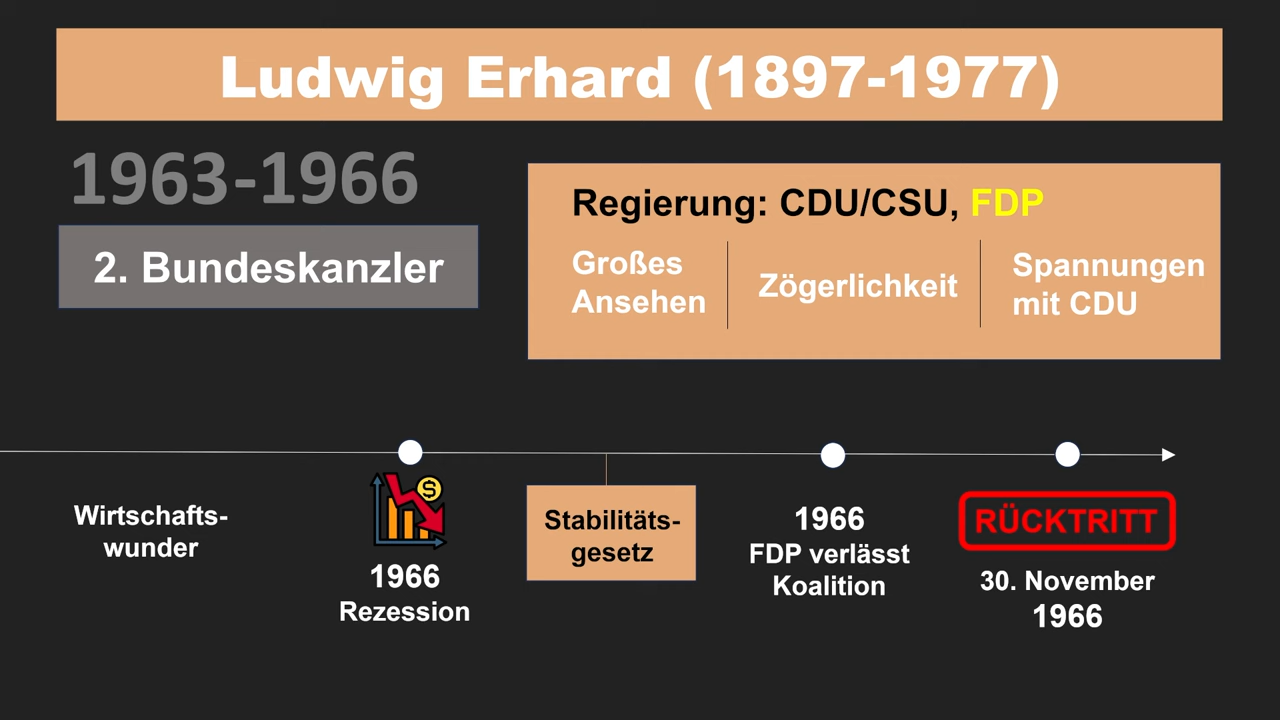 Ludwig Erhard (1897-1977)
1963-1966
2. Bundeskanzler
Regierung: CDU/CSU, FDP
Großes
Ansehen
Zögerlichkeit
Spannungen
mit CDU
Wirtschafts-
wunder
$
1966
Rezession
Stabilitäts-
gesetz
1966
FDP verlässt
Koalition
RÜCKTRITT
30. November
1966